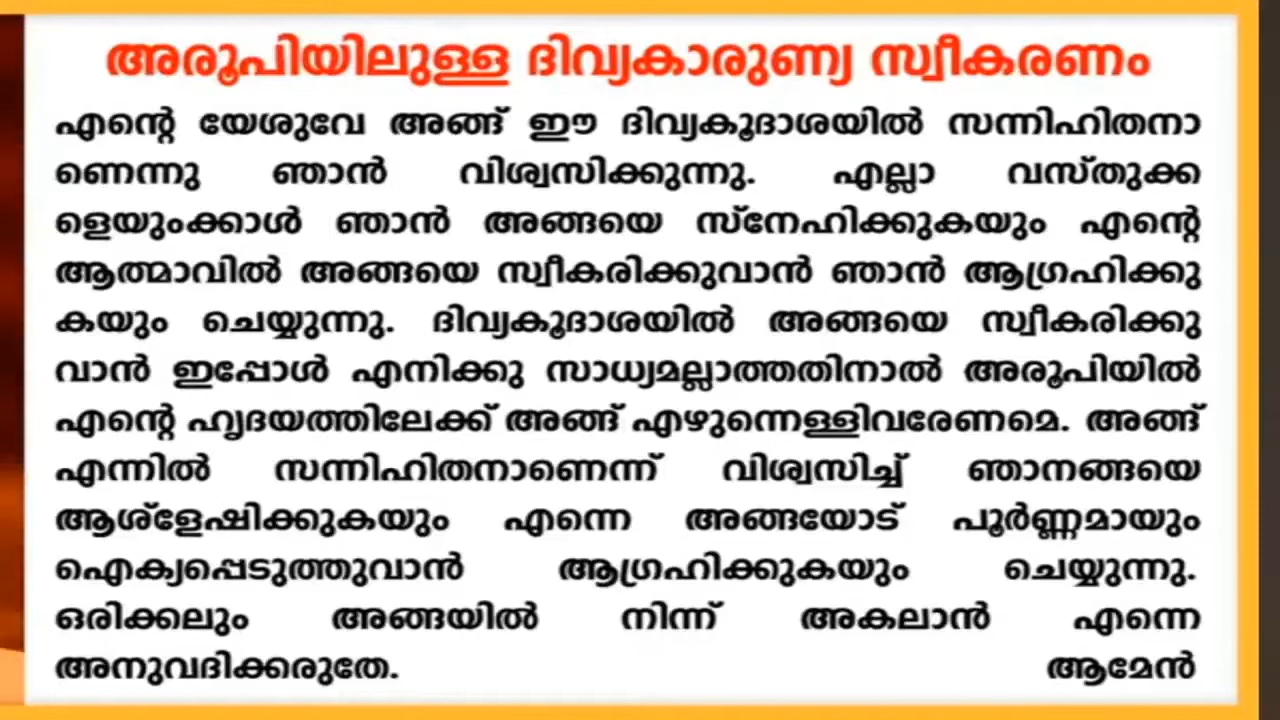 അരൂപിയിലുള്ള ദിവ്യകാരുണ്യ സ്വീകരണം
എന്റെ യേശുവേ അങ്ങ് ഈ ദിവ്യകൂദാശയിൽ സന്നിഹിതനാ
ണെന്നു ഞാൻ വിശ്വസിക്കുന്നു. എല്ലാ വസ്തുക്ക
ളെയുംക്കാൾ ഞാൻ അങ്ങയെ സ്നേഹിക്കുകയും എന്റെ
ആത്മാവിൽ അങ്ങയെ സ്വീകരിക്കുവാൻ ഞാൻ ആഗ്രഹിക്കു
കയും ചെയ്യുന്നു. ദിവ്യകൂദാശയിൽ അങ്ങയെ സ്വീകരിക്കു
വാൻ ഇപ്പോൾ എനിക്കു സാധ്യമല്ലാത്തതിനാൽ അരൂപിയിൽ
എന്റെ ഹൃദയത്തിലേക്ക് അങ്ങ് എഴുന്നെള്ളിവരേണമെ. അങ്ങ്
എന്നിൽ സന്നിഹിതനാണെന്ന് വിശ്വസിച്ച് ഞാനങ്ങയെ
ആശ്ളേഷിക്കുകയും എന്നെ അങ്ങയോട് പൂർണ്ണമായും
ഐക്യപ്പെടുത്തുവാൻ ആഗ്രഹിക്കുകയും ചെയ്യുന്നു.
ഒരിക്കലും അങ്ങയിൽ നിന്ന് അകലാൻ എന്നെ
അനുവദിക്കരുതേ. ആമേൻ